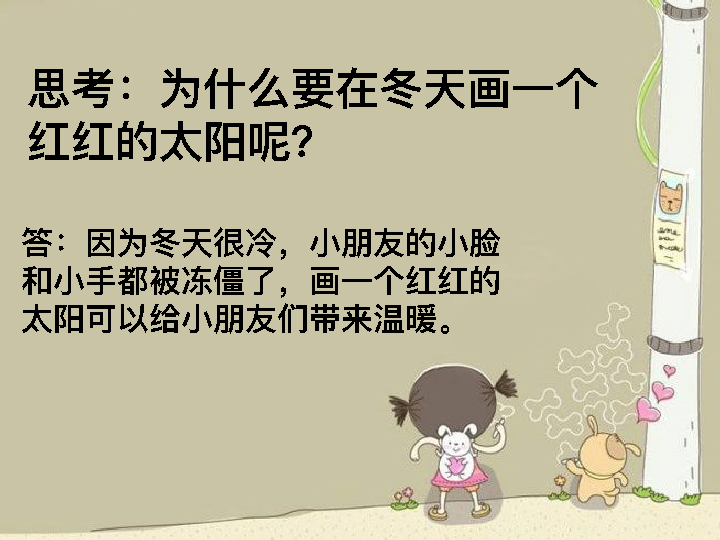 思考：为什么要在冬天画一个
红红的太阳呢？
答：因为冬天很冷，小朋友的小脸
和小手都被冻僵了，画一个红红的
太阳可以给小朋友们带来温暖。